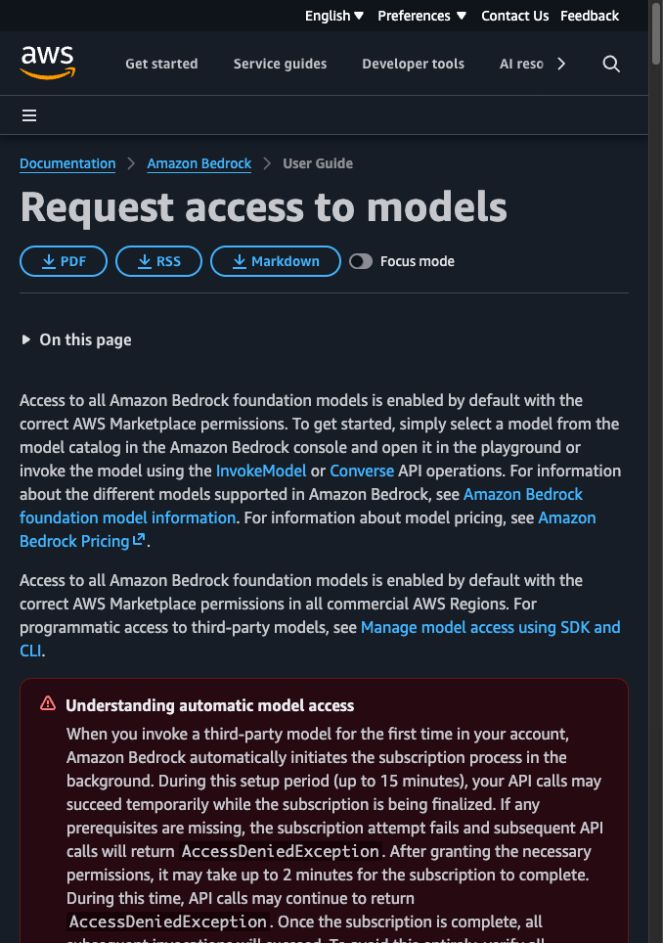 English Preferences Contact Us Feedback
aws
Get started Service guides Developer tools AI reso
Documentation Amazon Bedrock User Guide
Request access to models
PDF RSS Markdown Focus mode
On this page
Access to all Amazon Bedrock foundation models is enabled by default with the
correct AWS Marketplace permissions. To get started, simply select a model from the
model catalog in the Amazon Bedrock console and open it in the playground or
invoke the model using the InvokeModel or Converse API operations. For information
about the different models supported in Amazon Bedrock, see Amazon Bedrock
foundation model information. For information about model pricing, see Amazon
Bedrock Pricing.
Access to all Amazon Bedrock foundation models is enabled by default with the
correct AWS Marketplace permissions in all commercial AWS Regions. For
programmatic access to third-party models, see Manage model access using SDK and
CLI.
Understanding automatic model access
When you invoke a third-party model for the first time in your account,
Amazon Bedrock automatically initiates the subscription process in the
background. During this setup period (up to 15 minutes), your API calls may
succeed temporarily while the subscription is being finalized. If any
prerequisites are missing, the subscription attempt fails and subsequent API
calls will return AccessDeniedException. After granting the necessary
permissions, it may take up to 2 minutes for the subscription to complete.
During this time, API calls may continue to return
AccessDeniedException. Once the subscription is complete, all
subsequent invocations will succeed. To avoid this entirely, verify all